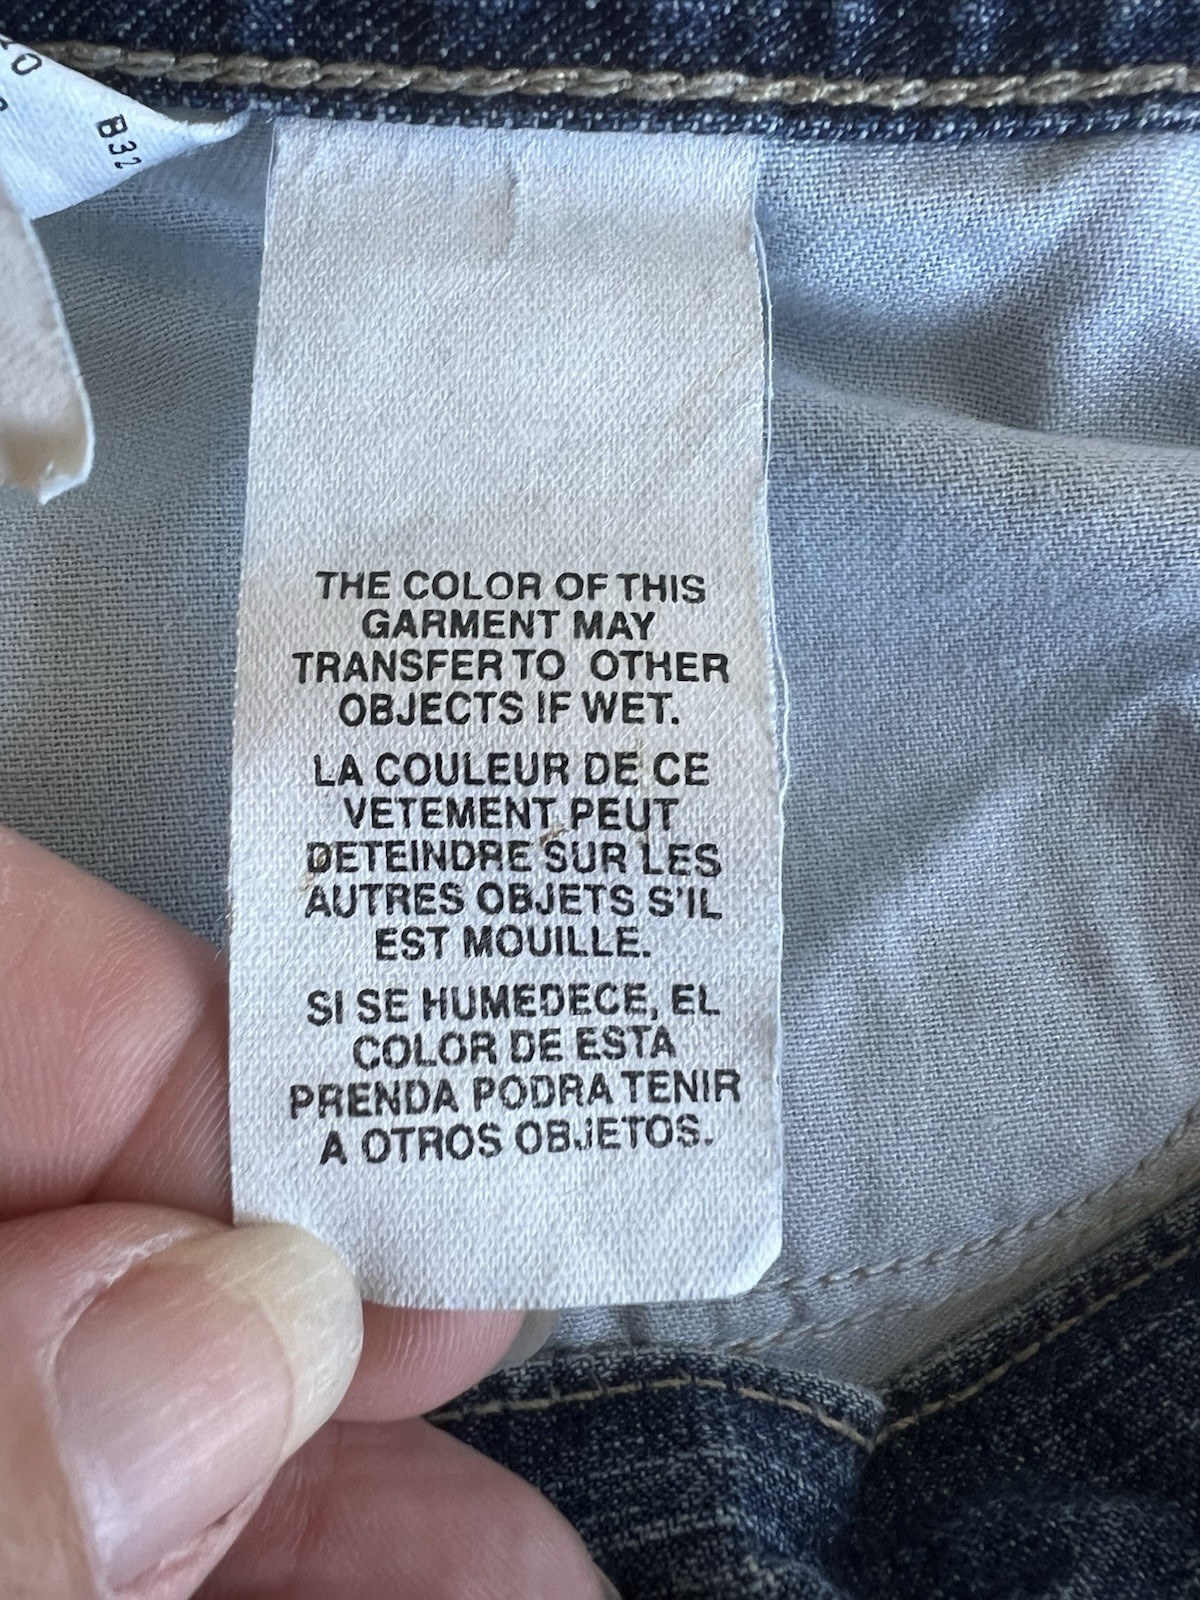 B32
THE COLOR OF THIS
GARMENT MAY
TRANSFER TO OTHER
OBJECTS IF WET.
LA COULEUR DE CE
VETEMENT PEUT
DETEINDRE SUR LES
AUTRES OBJETS S'IL
EST MOUILLE.
SI SE HUMEDECE, EL
COLOR DE ESTA
PRENDA PODRA TENIR
A OTROS OBJETOS.